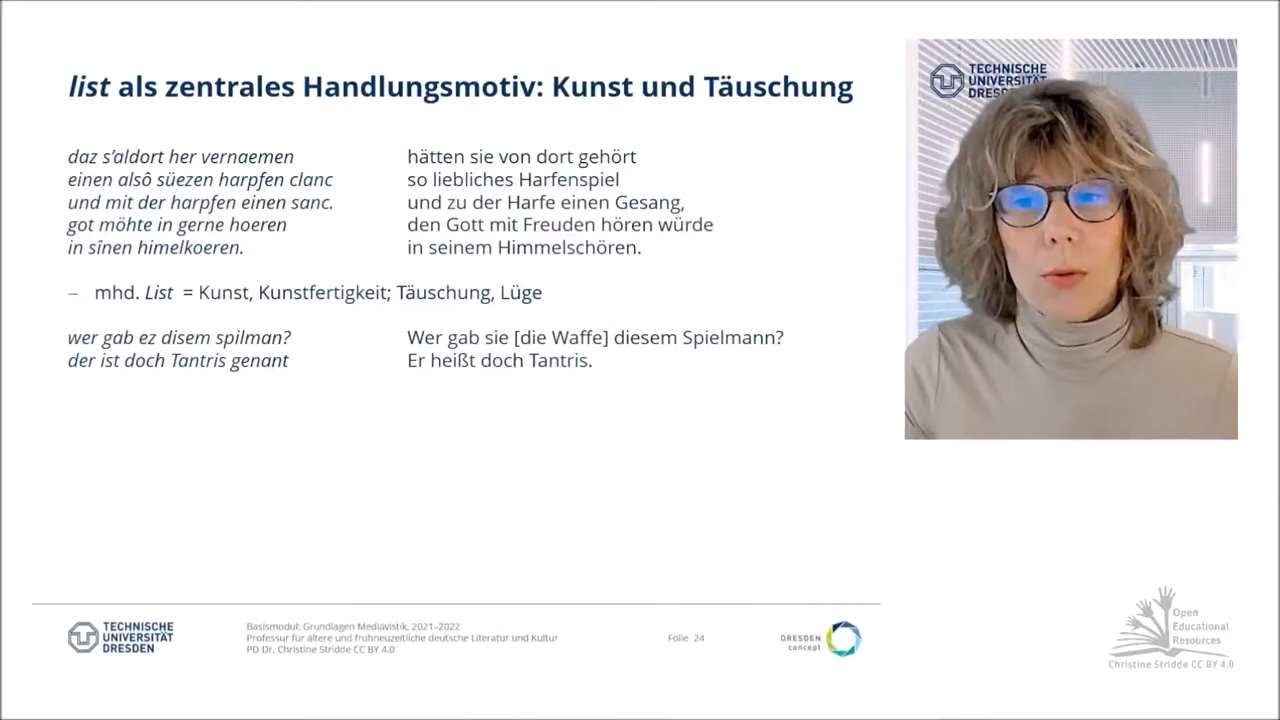 list als zentrales Handlungsmotiv: Kunst und Täuschung
daz s’aldort her vernaemen
einen alsô süezen harpfen clanc
und mit der harpfen einen sanc.
got möhte in gerne hoeren
in sînen himelkoeren.
hätten sie von dort gehört
so liebliches Harfenspiel
und zu der Harfe einen Gesang,
den Gott mit Freuden hören würde
in seinem Himmelschören.
– mhd. List = Kunst, Kunstfertigkeit; Täuschung, Lüge
wer gab ez disem spilman?
der ist doch Tantris genant
Wer gab sie [die Waffe] diesem Spielmann?
Er heißt doch Tantris.
TECHNISCHE
UNIVERSITÄT
DRESDEN
Basismodul: Grundlagen Mediävistik, 2021–2022
Professur für ältere und frühneuzeitliche deutsche Literatur und Kultur
PD Dr. Christine Stridde CC BY 4.0
Folie 24
DRESDEN
concept
TECHNISCHE
UNIVERSITÄT
Open
Educational
Resources
Christine Stridde CC BY 4.0